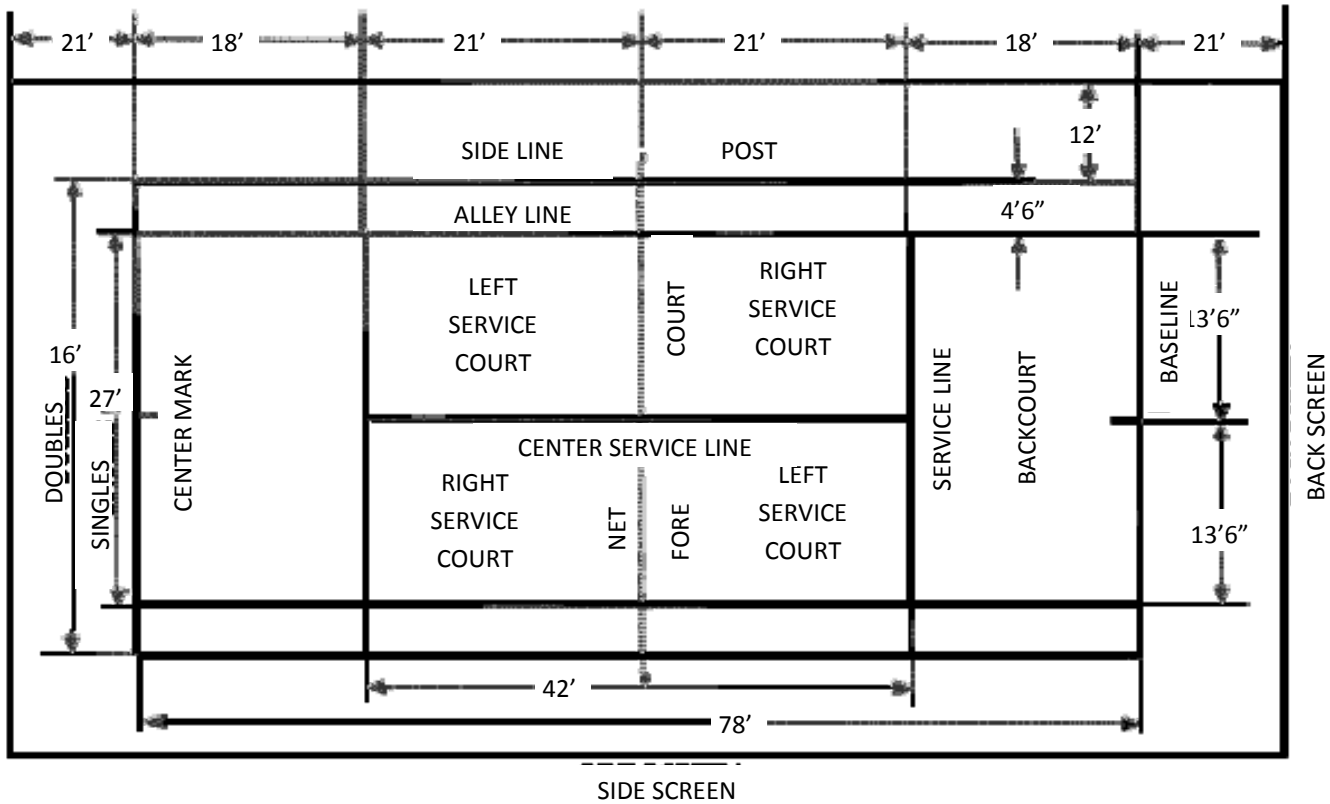 21’ 18’ 21’ 21’ 18’ 21’
12’
SIDE LINE POST
4’6”
ALLEY LINE
LEFT
SERVICE
COURT
COURT
RIGHT
SERVICE
COURT
BASELINE
13’6”
16’
27’
DOUBLES
SINGLES
CENTER MARK
SERVICE LINE
BACKCOURT
BACK SCREEN
CENTER SERVICE LINE
RIGHT
SERVICE
COURT
NET
FORE
LEFT
SERVICE
COURT
13’6”
42’
78’
SIDE SCREEN